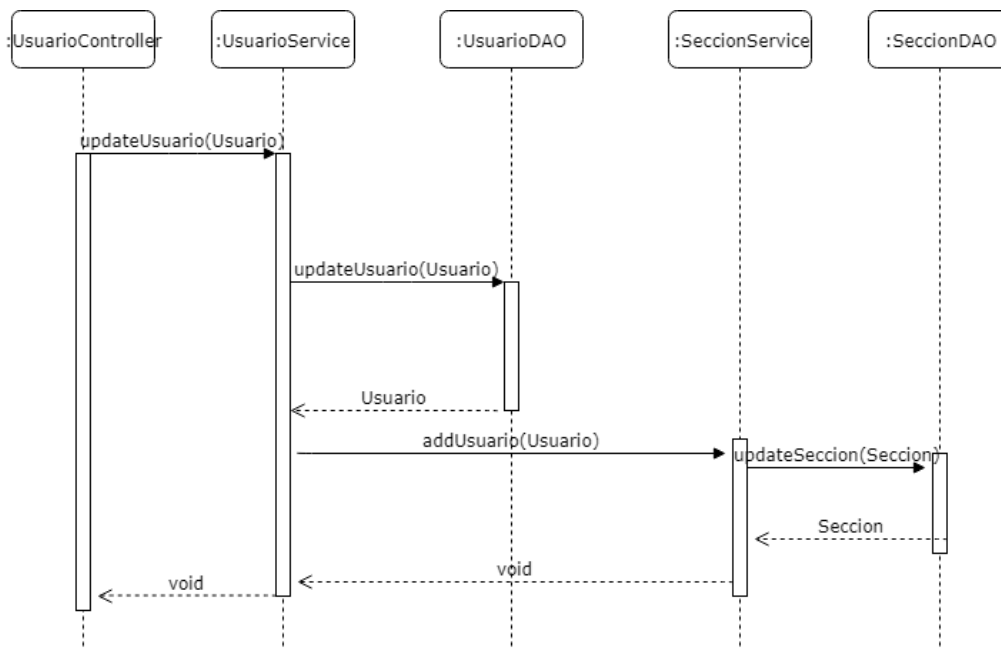 :UsuarioController
:UsuarioService
:UsuarioDAO
:SeccionService
:SeccionDAO
updateUsuario(Usuario)
updateUsuario(Usuario)
Usuario
addUsuario(Usuario)
updateSeccion(Seccion)
Seccion
void
void